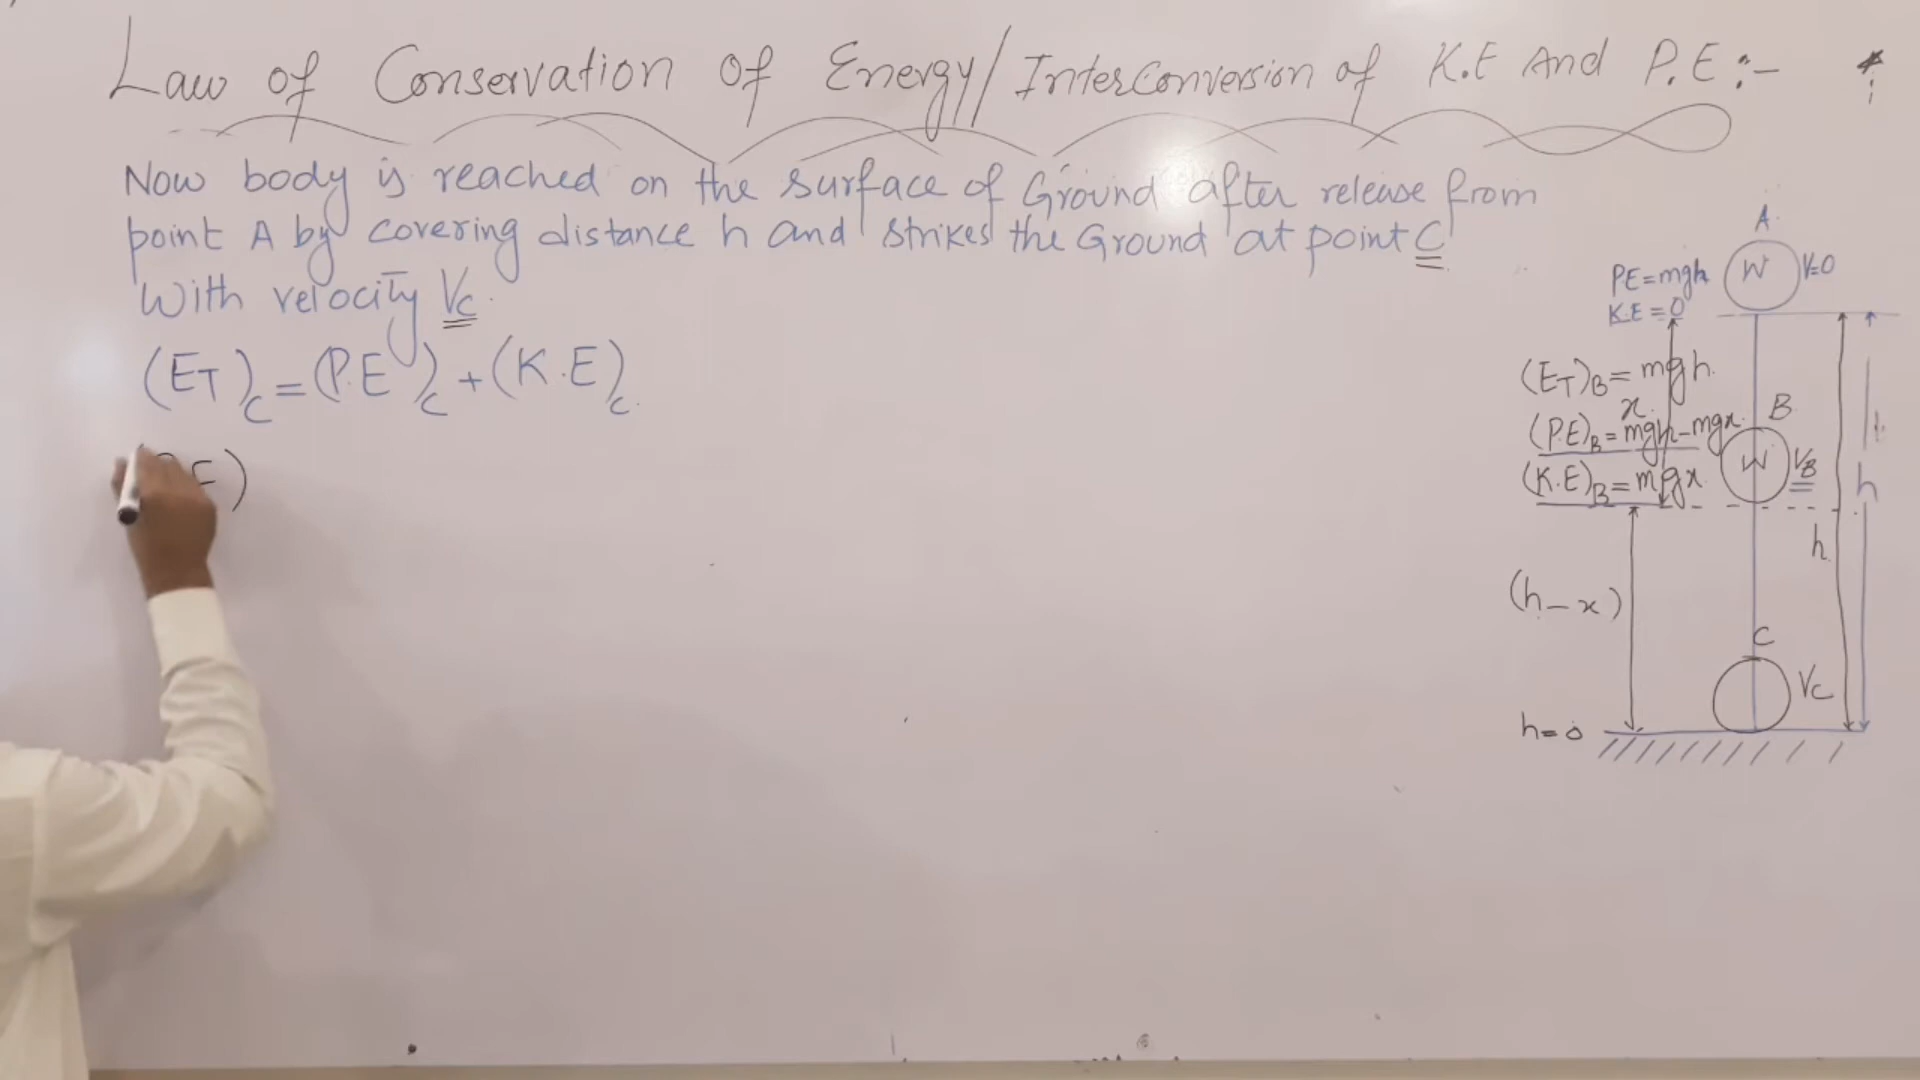 Law of Conservation of Energy/Interconversion of K.E And P.E:-
Now body is reached on the surface of Ground after release from
point A by covering distance h and strikes the Ground at point C
With velocity Vc.
(ET)c = (P.E)c + (K.E)c.
E)
A
W
V=0
PE=mgh
K.E=0
(ET)B = mgh.
x
B
(P.E)B = mgh-mgx
W
VB
(K.E)B = mgx
h
h
(h-x)
C
Vc
h=0